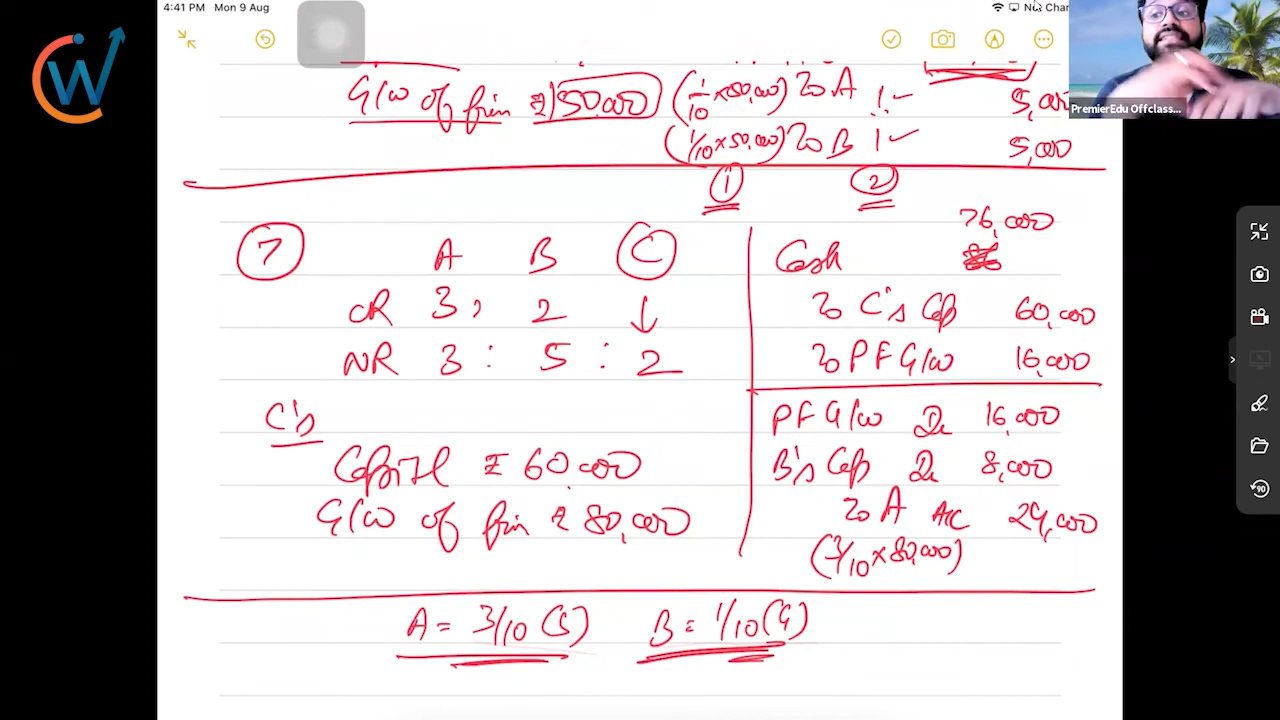 4:41 PM Mon 9 Aug
G/W of firm ₹ 50,000 (1/10 × 50,000) To A 1 ✓ 5,000
(1/10 × 50,000) To B 1 ✓ 5,000
① ②
⑦ A B C
OR 3 , 2 ↓
NR 3 : 5 : 2
C's
Capital ₹ 60,000
G/W of firm ₹ 80,000
76,000
Cash
To C's Cap 60,000
To PF G/W 16,000
PF G/W Dr 16,000
B's Cap Dr 8,000
To A A/C 24,000
(3/10 × 80,000)
A = 3/10 (S) B = 1/10 (G)
PremierEdu Offclass...
90